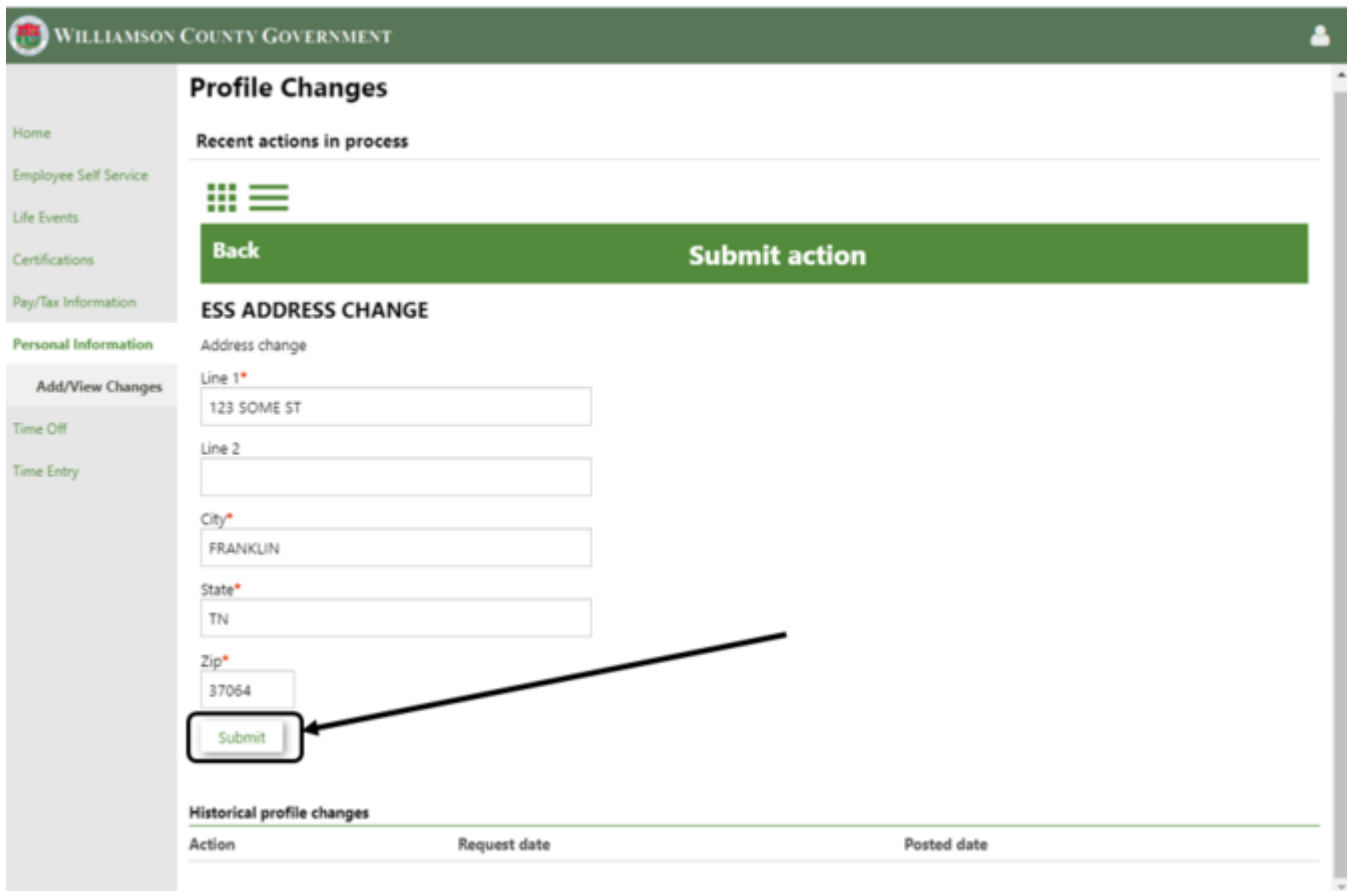 WILLIAMSON COUNTY GOVERNMENT
Profile Changes
Home
Recent actions in process
Employee Self Service
Life Events
Certifications
Back
Submit action
Pay/Tax Information
ESS ADDRESS CHANGE
Personal Information
Address change
Add/View Changes
Line 1*
123 SOME ST
Time Off
Line 2
Time Entry
City*
FRANKLIN
State*
TN
Zip*
37064
Submit
Historical profile changes
Action Request date Posted date